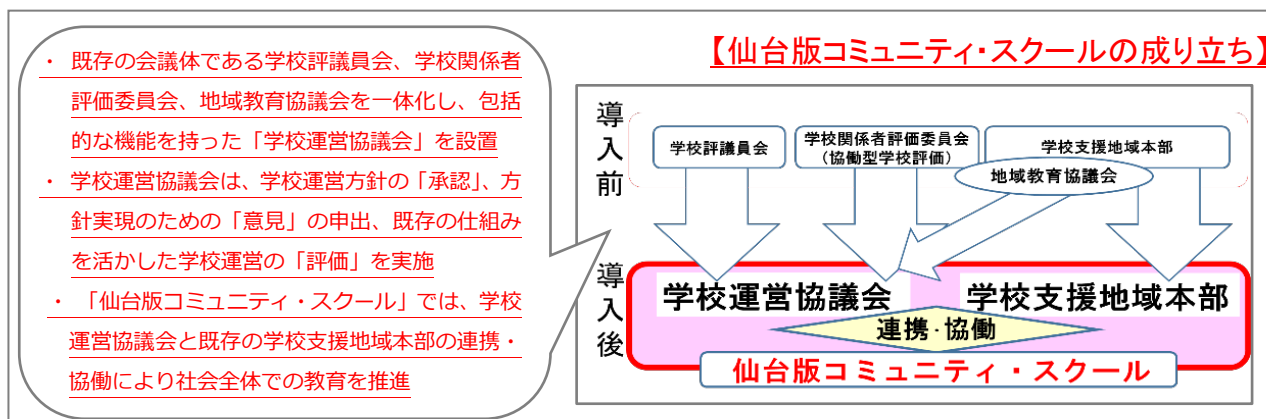 【仙台版コミュニティ・スクールの成り立ち】
・ 既存の会議体である学校評議員会、学校関係者
評価委員会、地域教育協議会を一体化し、包括
的な機能を持った「学校運営協議会」を設置
・ 学校運営協議会は、学校運営方針の「承認」、方
針実現のための「意見」の申出、既存の仕組み
を活かした学校運営の「評価」を実施
・ 「仙台版コミュニティ・スクール」では、学校
運営協議会と既存の学校支援地域本部の連携・
協働により社会全体での教育を推進
導入前
学校評議員会
学校関係者評価委員会
（協働型学校評価）
学校支援地域本部
地域教育協議会
導入後
学校運営協議会
学校支援地域本部
連携・協働
仙台版コミュニティ・スクール